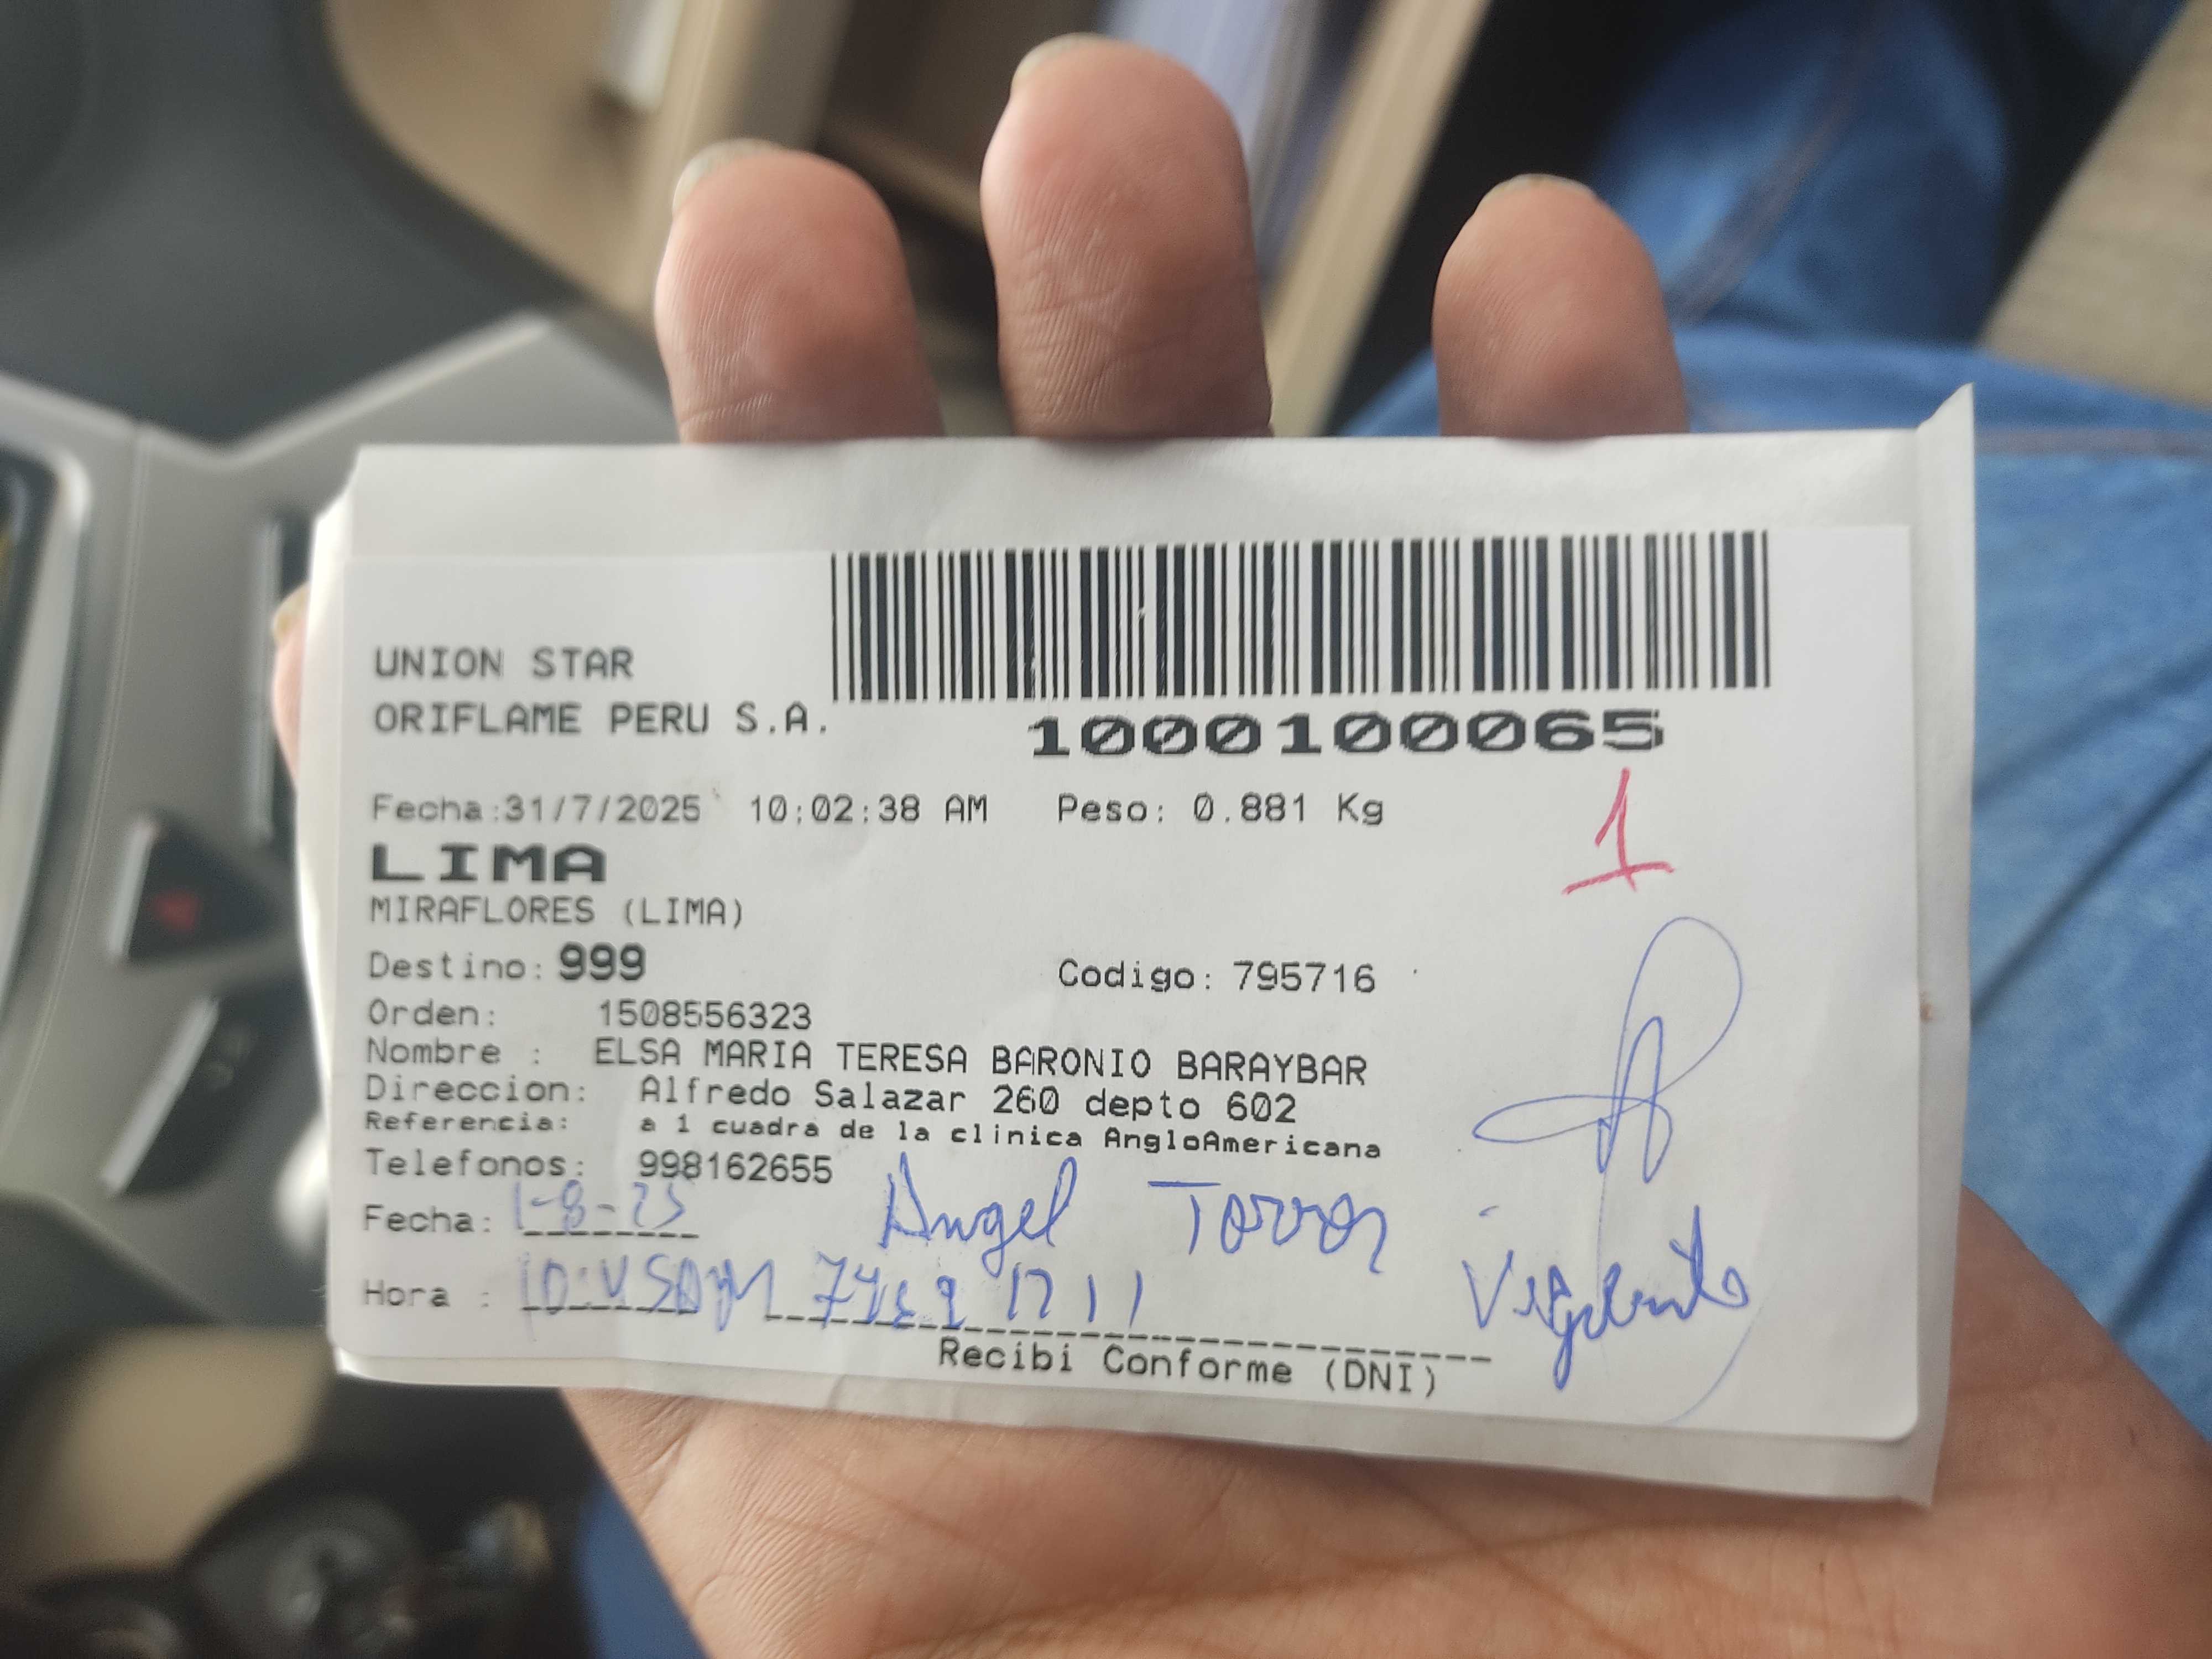 UNION STAR
ORIFLAME PERU S.A.
1000100065
Fecha:31/7/2025 10:02:38 AM Peso: 0.881 Kg
1
LIMA
MIRAFLORES (LIMA)
Destino: 999 Codigo: 795716
Orden: 1508556323
Nombre : ELSA MARIA TERESA BARONIO BARAYBAR
Direccion: Alfredo Salazar 260 depto 602
Referencia: a 1 cuadra de la clinica AngloAmericana
Telefonos: 998162655
Fecha: 1-8-25 Angel Torres
Hora : Vigilante
Recibi Conforme (DNI)